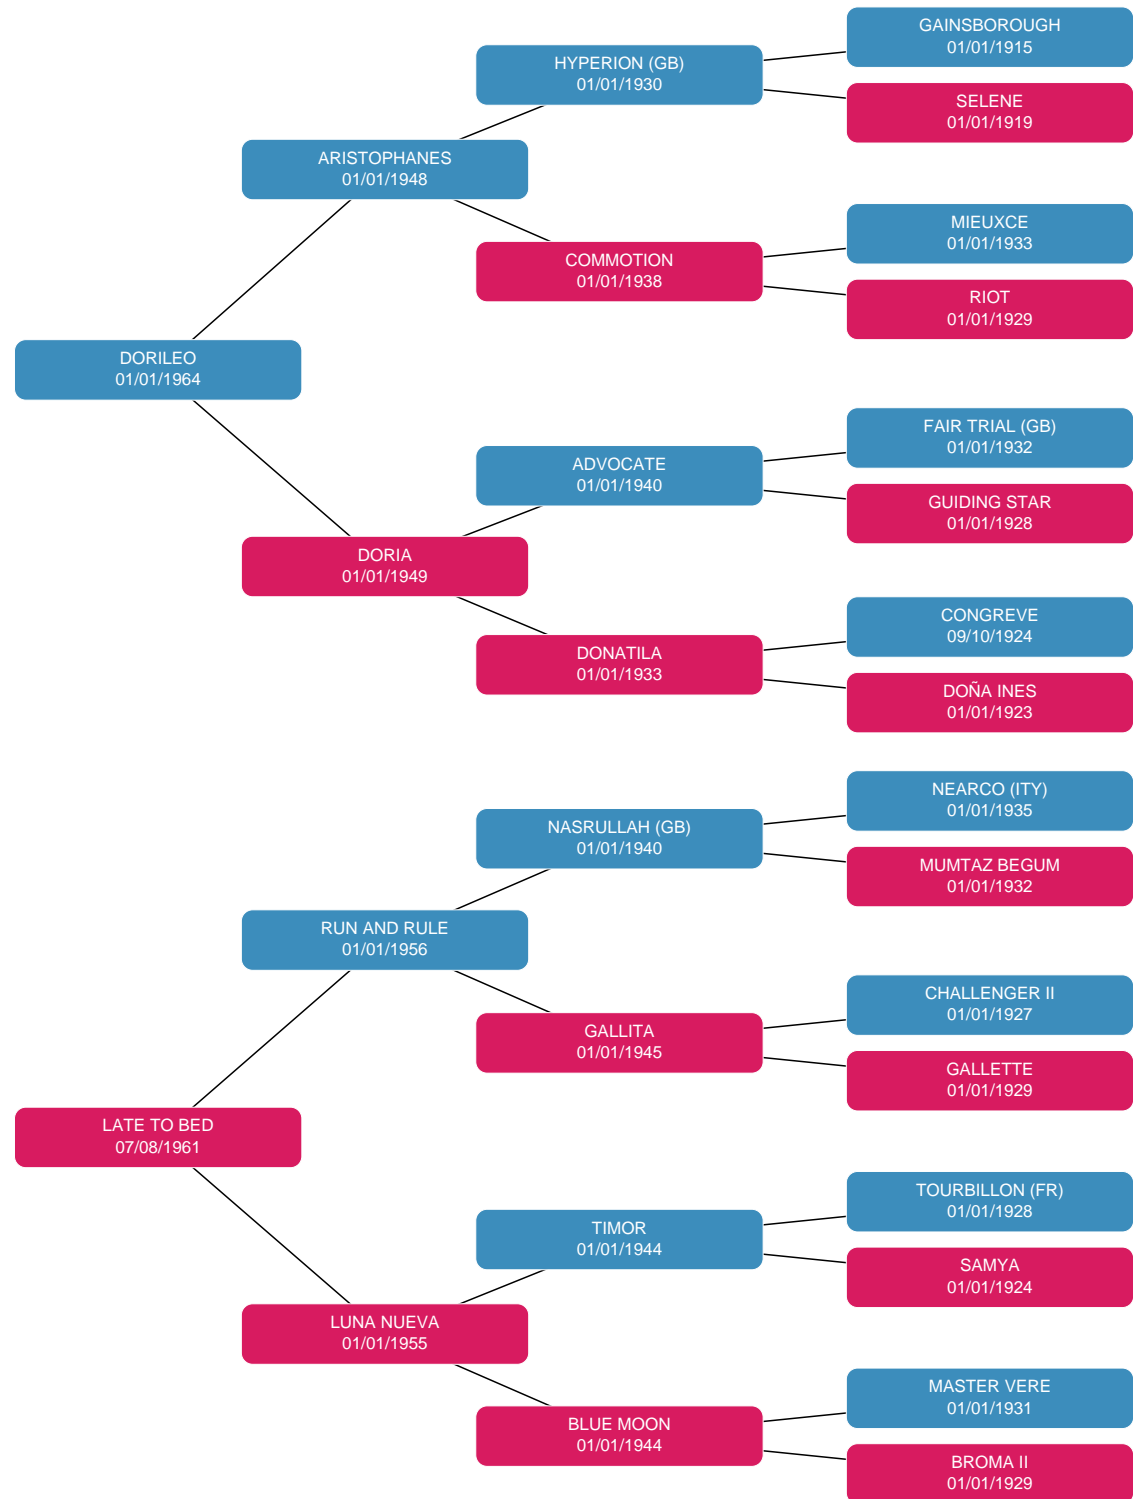 GAINSBOROUGH
01/01/1915
HYPERION (GB)
01/01/1930
SELENE
01/01/1919
ARISTOPHANES
01/01/1948
MIEUXCE
01/01/1933
COMMOTION
01/01/1938
RIOT
01/01/1929
DORILEO
01/01/1964
FAIR TRIAL (GB)
01/01/1932
ADVOCATE
01/01/1940
GUIDING STAR
01/01/1928
DORIA
01/01/1949
CONGREVE
09/10/1924
DONATILA
01/01/1933
DOÑA INES
01/01/1923
NEARCO (ITY)
01/01/1935
NASRULLAH (GB)
01/01/1940
MUMTAZ BEGUM
01/01/1932
RUN AND RULE
01/01/1956
CHALLENGER II
01/01/1927
GALLITA
01/01/1945
GALLETTE
01/01/1929
LATE TO BED
07/08/1961
TOURBILLON (FR)
01/01/1928
TIMOR
01/01/1944
SAMYA
01/01/1924
LUNA NUEVA
01/01/1955
MASTER VERE
01/01/1931
BLUE MOON
01/01/1944
BROMA II
01/01/1929